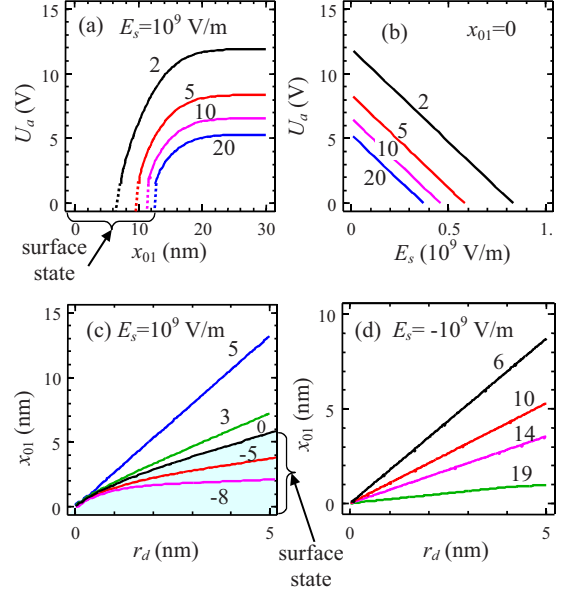 (a) E_s=10^9 V/m
U_a (V)
15
10
5
0
2
5
10
20
0 10 20 30
x_01 (nm)
surface
state
(b) x_01=0
U_a (V)
15
10
5
0
2
5
10
20
0 0.5 1.
E_s (10^9 V/m)
(c) E_s=10^9 V/m
x_01 (nm)
15
10
5
0
5
3
0
-5
-8
0 5
r_d (nm)
surface
state
(d) E_s= -10^9 V/m
x_01 (nm)
10
5
0
6
10
14
19
0 5
r_d (nm)